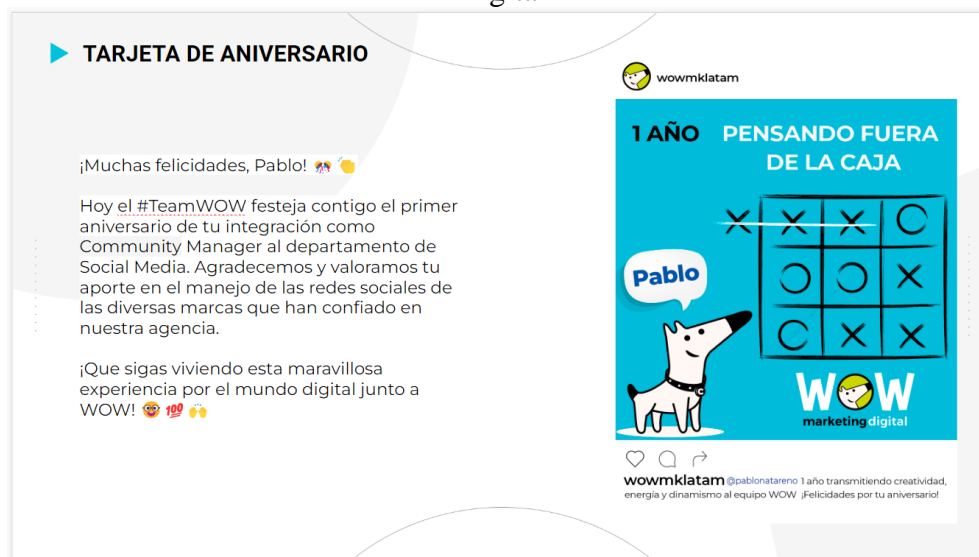 TARJETA DE ANIVERSARIO
¡Muchas felicidades, Pablo! 🎊 👏
Hoy el #TeamWOW festeja contigo el primer
aniversario de tu integración como
Community Manager al departamento de
Social Media. Agradecemos y valoramos tu
aporte en el manejo de las redes sociales de
las diversas marcas que han confiado en
nuestra agencia.
¡Que sigas viviendo esta maravillosa
experiencia por el mundo digital junto a
WOW! 🤓 💯 🙌
wowmklatam
1 AÑO PENSANDO FUERA
DE LA CAJA
Pablo
WOW
marketing digital
wowmklatam @pablonatareno 1 año transmitiendo creatividad,
energía y dinamismo al equipo WOW ¡Felicidades por tu aniversario!